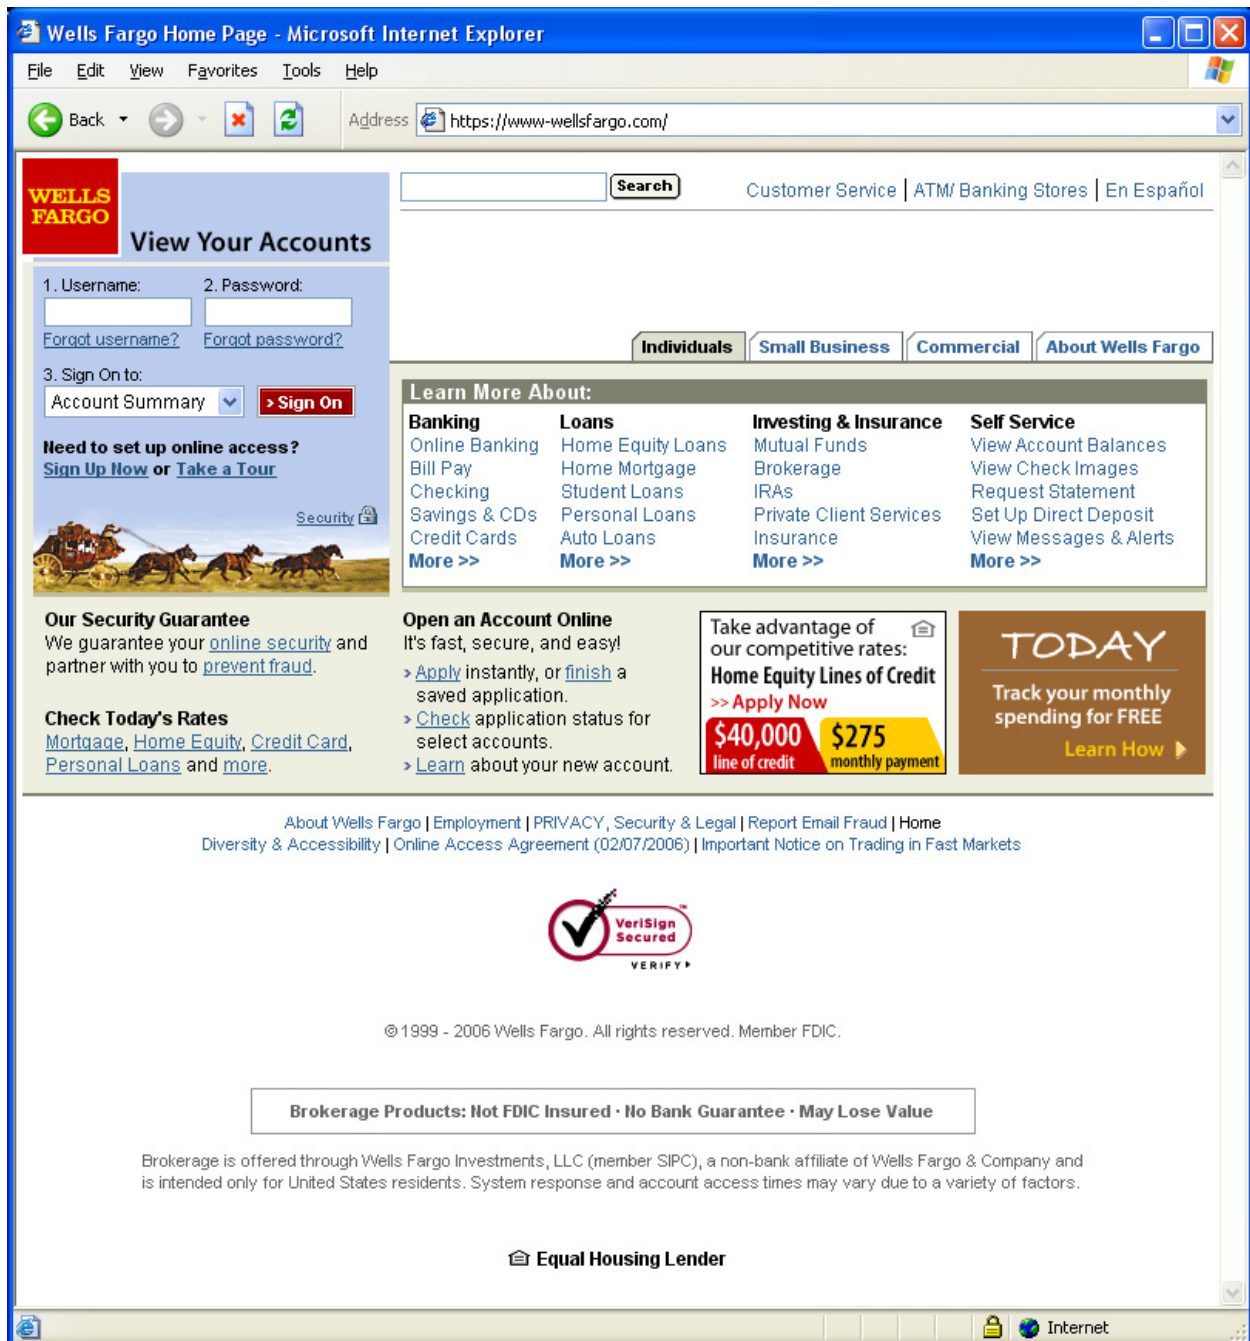 Wells Fargo Home Page - Microsoft Internet Explorer
File Edit View Favorites Tools Help
Back Address https://www-wellsfargo.com/
WELLS
FARGO
View Your Accounts
Search
Customer Service | ATM/ Banking Stores | En Español
1. Username: 2. Password:
Forgot username? Forgot password?
3. Sign On to:
Account Summary › Sign On
Need to set up online access?
Sign Up Now or Take a Tour
Security
Individuals Small Business Commercial About Wells Fargo
Learn More About:
Banking
Online Banking
Bill Pay
Checking
Savings & CDs
Credit Cards
More >>
Loans
Home Equity Loans
Home Mortgage
Student Loans
Personal Loans
Auto Loans
More >>
Investing & Insurance
Mutual Funds
Brokerage
IRAs
Private Client Services
Insurance
More >>
Self Service
View Account Balances
View Check Images
Request Statement
Set Up Direct Deposit
View Messages & Alerts
More >>
Our Security Guarantee
We guarantee your online security and
partner with you to prevent fraud.
Check Today's Rates
Mortgage, Home Equity, Credit Card,
Personal Loans and more.
Open an Account Online
It's fast, secure, and easy!
› Apply instantly, or finish a
saved application.
› Check application status for
select accounts.
› Learn about your new account.
Take advantage of
our competitive rates:
Home Equity Lines of Credit
>> Apply Now
$40,000
line of credit
$275
monthly payment
TODAY
Track your monthly
spending for FREE
Learn How
About Wells Fargo | Employment | PRIVACY, Security & Legal | Report Email Fraud | Home
Diversity & Accessibility | Online Access Agreement (02/07/2006) | Important Notice on Trading in Fast Markets
VeriSign
Secured
VERIFY
© 1999 - 2006 Wells Fargo. All rights reserved. Member FDIC.
Brokerage Products: Not FDIC Insured · No Bank Guarantee · May Lose Value
Brokerage is offered through Wells Fargo Investments, LLC (member SIPC), a non-bank affiliate of Wells Fargo & Company and
is intended only for United States residents. System response and account access times may vary due to a variety of factors.
Equal Housing Lender
Internet